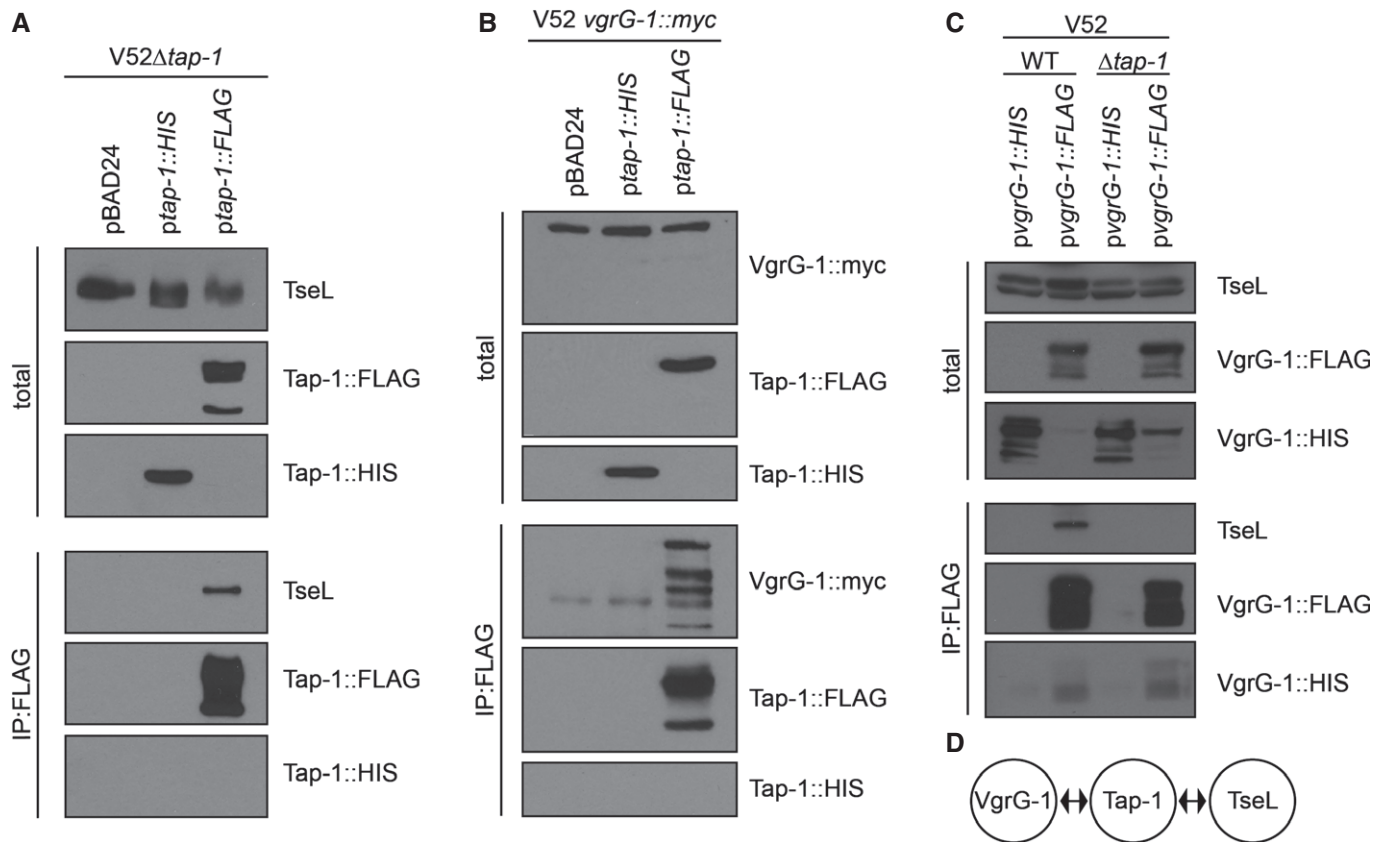 A
V52Δtap-1
pBAD24
ptap-1::HIS
ptap-1::FLAG
total
TseL
Tap-1::FLAG
Tap-1::HIS
IP:FLAG
TseL
Tap-1::FLAG
Tap-1::HIS
B
V52 vgrG-1::myc
pBAD24
ptap-1::HIS
ptap-1::FLAG
total
VgrG-1::myc
Tap-1::FLAG
Tap-1::HIS
IP:FLAG
VgrG-1::myc
Tap-1::FLAG
Tap-1::HIS
C
V52
WT
Δtap-1
pvgrG-1::HIS
pvgrG-1::FLAG
pvgrG-1::HIS
pvgrG-1::FLAG
total
TseL
VgrG-1::FLAG
VgrG-1::HIS
IP:FLAG
TseL
VgrG-1::FLAG
VgrG-1::HIS
D
VgrG-1
Tap-1
TseL